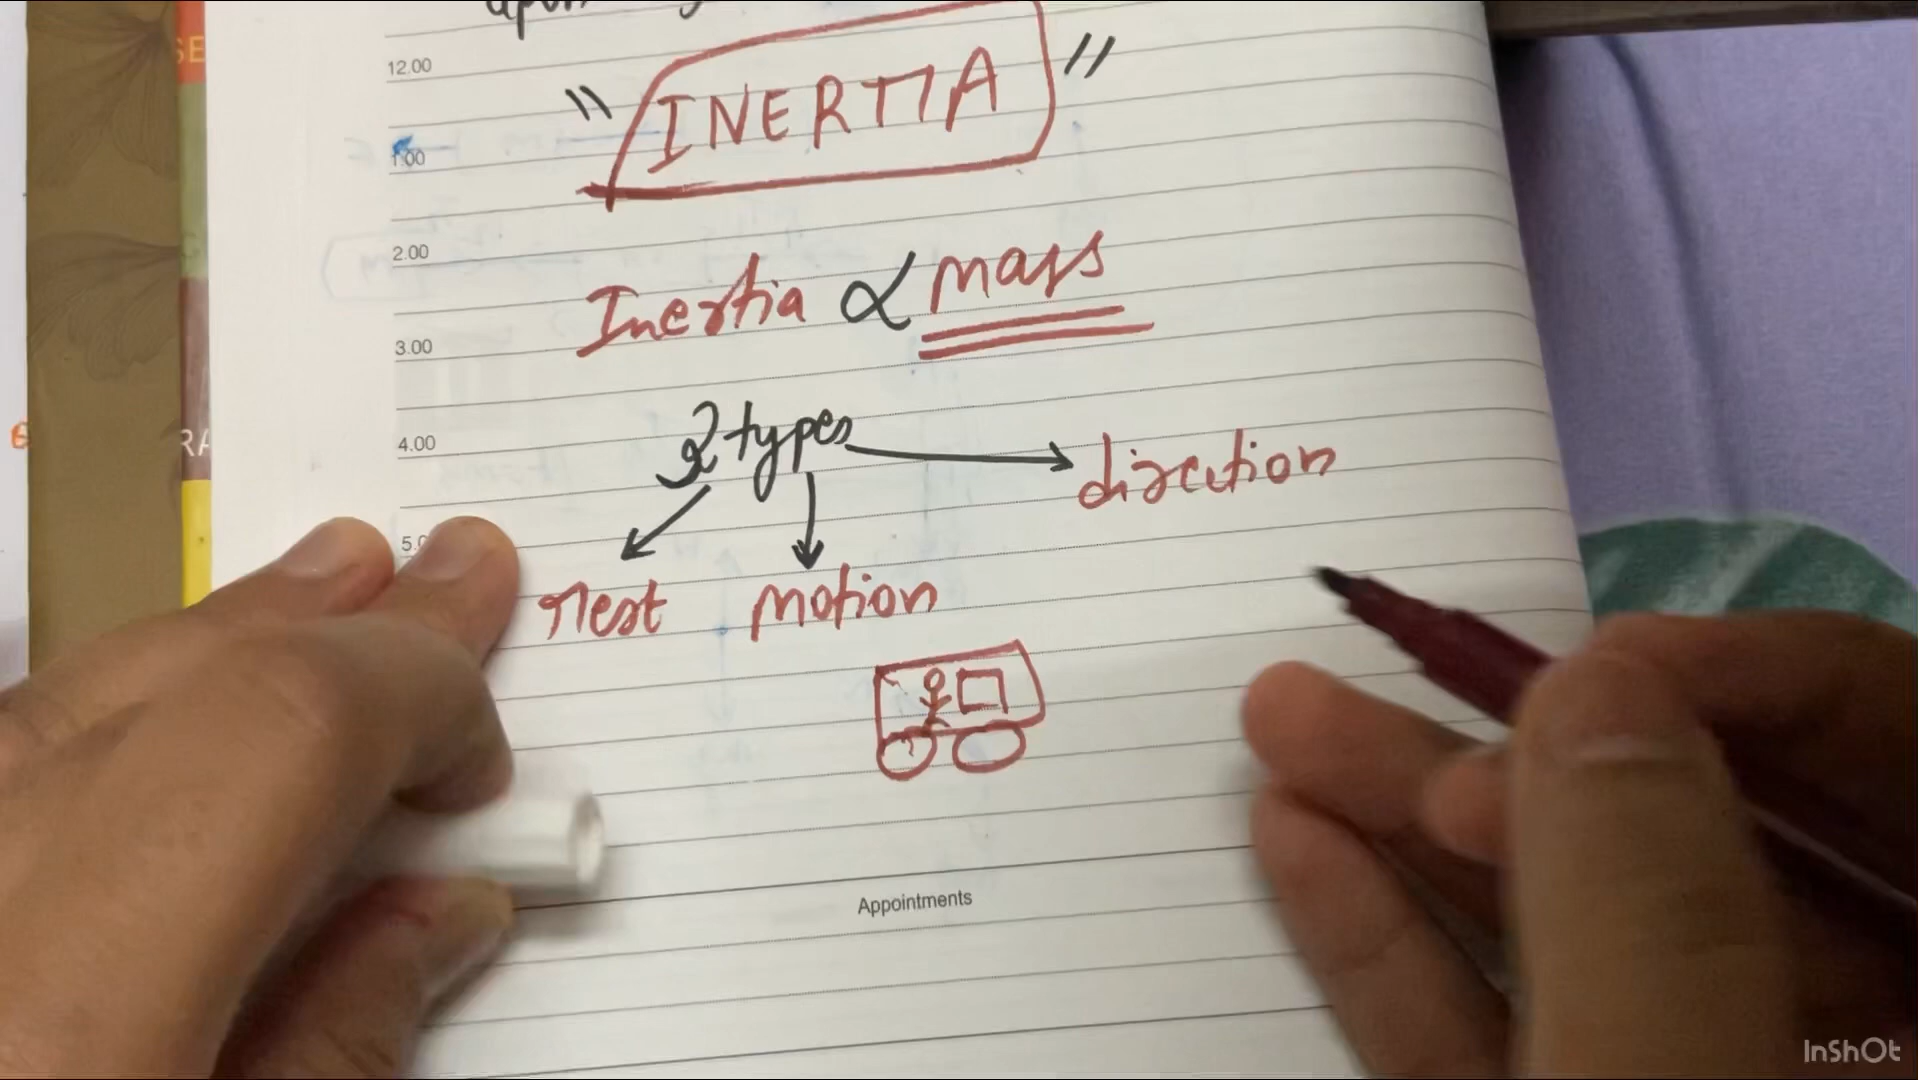 12.00
" INERTIA "
1.00
2.00
Inertia ∝ mass
3.00
4.00
2 types
direction
rest motion
Appointments
InShOt